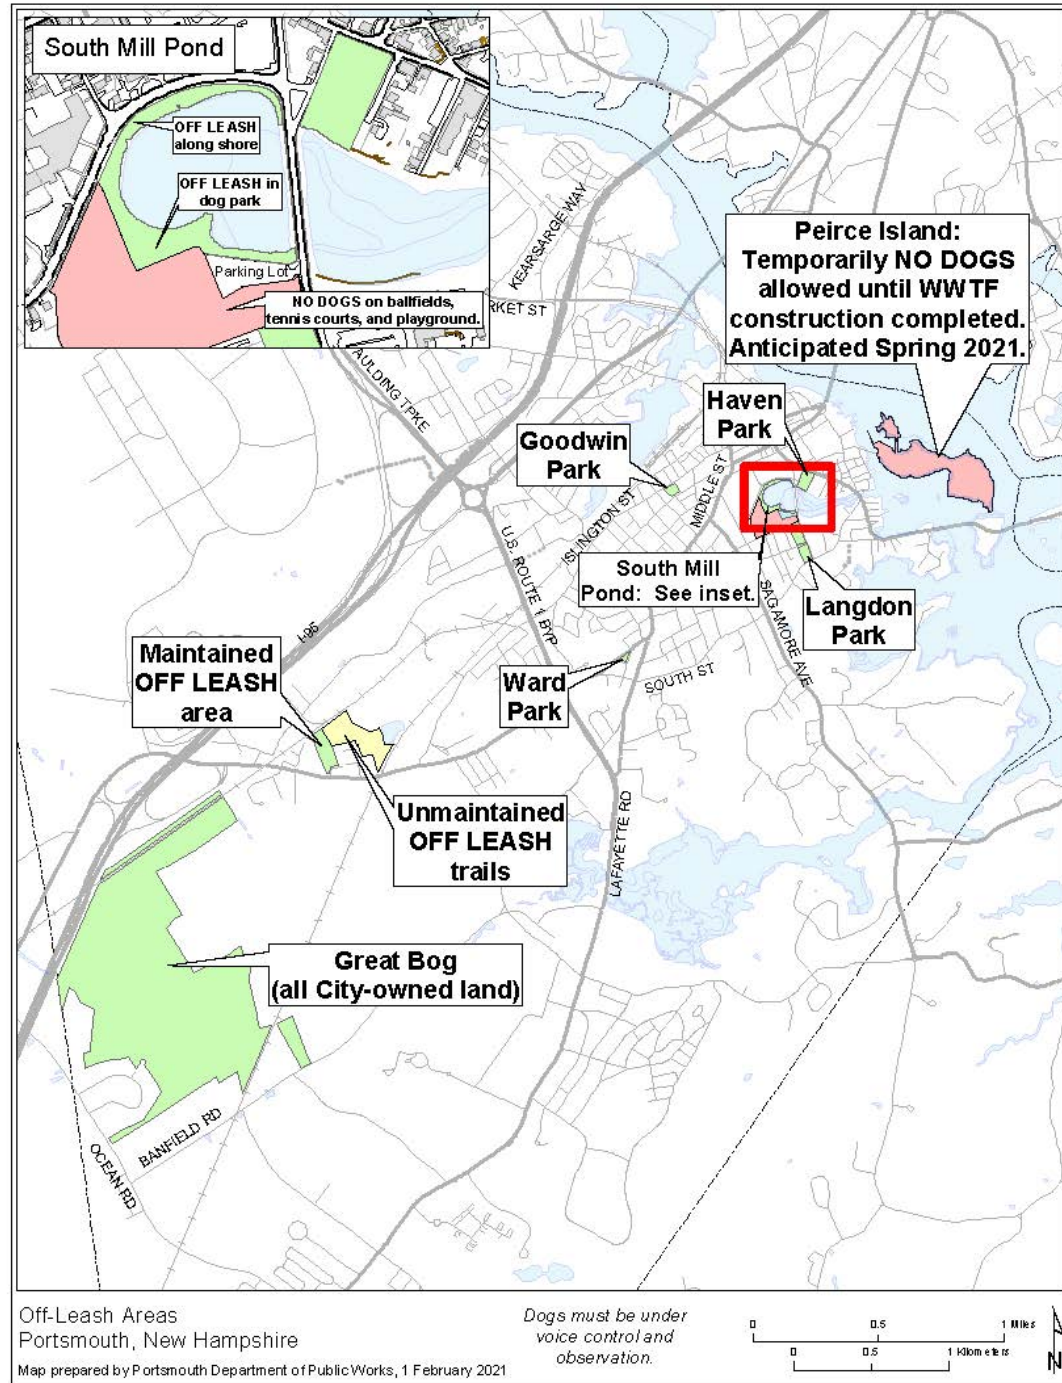 South Mill Pond
OFF LEASH
along shore
OFF LEASH in
dog park
Parking Lot
NO DOGS on ballfields,
tennis courts, and playground.
KEARSARGE WAY
RKET ST
AULDING TPKE
Peirce Island:
Temporarily NO DOGS
allowed until WWTF
construction completed.
Anticipated Spring 2021.
Haven
Park
Goodwin
Park
MIDDLE ST
ISLINGTON ST
U.S. ROUTE 1 BYP
South Mill
Pond: See inset.
SAGAMORE AVE
Langdon
Park
I-95
Maintained
OFF LEASH
area
Ward
Park
SOUTH ST
Unmaintained
OFF LEASH
trails
LAFAYETTE RD
Great Bog
(all City-owned land)
BANFIELD RD
OCEAN RD
Off-Leash Areas
Portsmouth, New Hampshire
Map prepared by Portsmouth Department of Public Works, 1 February 2021
Dogs must be under
voice control and
observation.
0 0.5 1 Miles
0 0.5 1 Kilometers
N